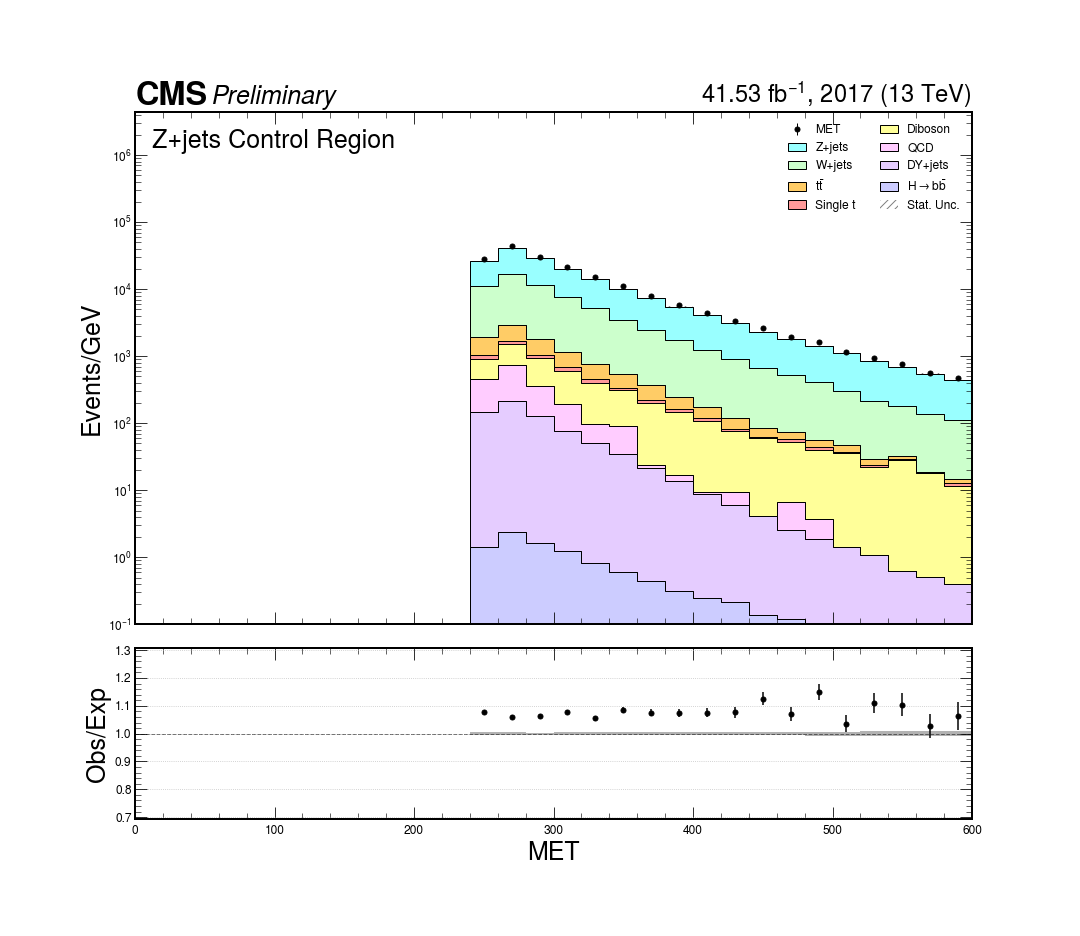 CMS Preliminary
41.53 fb⁻¹, 2017 (13 TeV)
Z+jets Control Region
MET
Z+jets
W+jets
tt̄
Single t
Diboson
QCD
DY+jets
H→bb̄
Stat. Unc.
Events/GeV
10⁶
10⁵
10⁴
10³
10²
10¹
10⁰
10⁻¹
Obs/Exp
1.3
1.2
1.1
1.0
0.9
0.8
0.7
0 100 200 300 400 500 600
MET